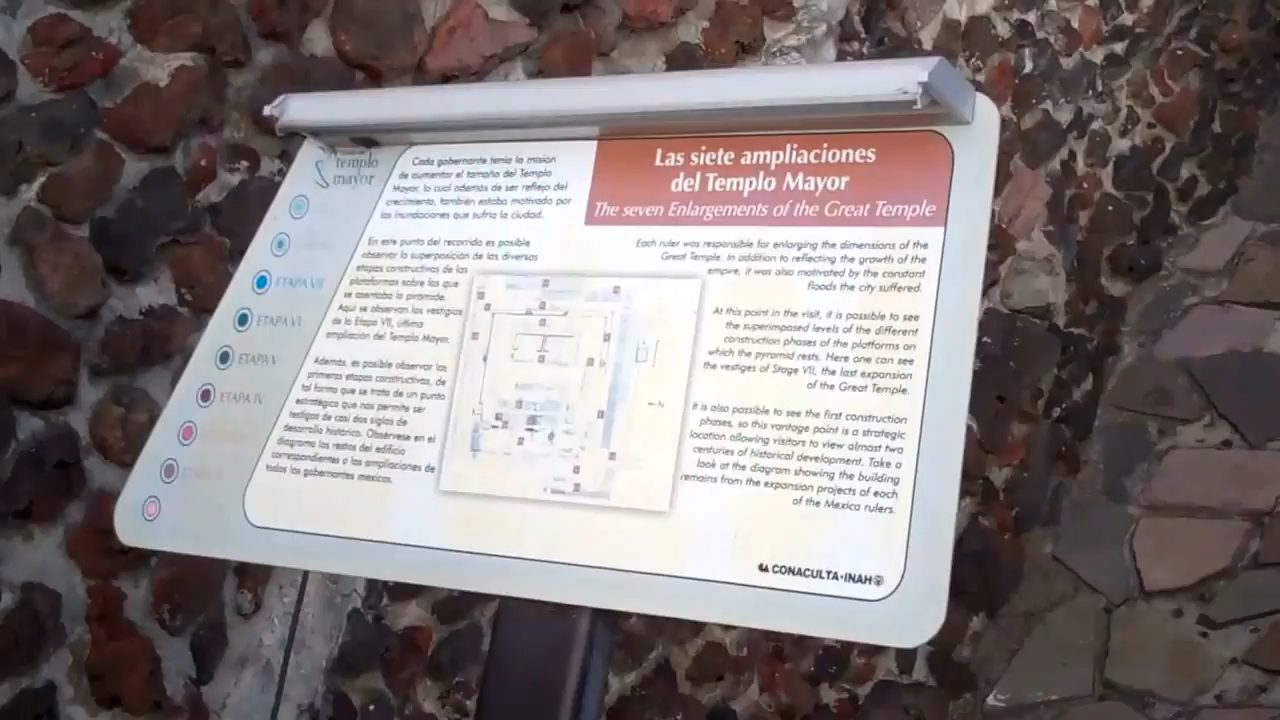 templo
mayor
ETAPA VII
ETAPA VI
ETAPA V
ETAPA IV
Cada gobernante tenía la misión
de aumentar el tamaño del Templo
Mayor, lo cual además de ser reflejo del
crecimiento, también estaba motivado por
las inundaciones que sufría la ciudad.
En este punto del recorrido es posible
observar la superposición de las diversas
etapas constructivas de las
plataformas sobre las que
se asentaba la pirámide.
Aquí se observan los vestigios
de la Etapa VII, última
ampliación del Templo Mayor.
Además, es posible observar las
primeras etapas constructivas, de
tal forma que se trata de un punto
estratégico que nos permite ser
testigos de casi dos siglos de
desarrollo histórico. Obsérvese en el
diagrama los restos del edificio
correspondientes a las ampliaciones de
todos los gobernantes mexicas.
Las siete ampliaciones
del Templo Mayor
The seven Enlargements of the Great Temple
Each ruler was responsible for enlarging the dimensions of the
Great Temple. In addition to reflecting the growth of the
empire, it was also motivated by the constant
floods the city suffered.
At this point in the visit, it is possible to see
the superimposed levels of the different
construction phases of the platforms on
which the pyramid rests. Here one can see
the vestiges of Stage VII, the last expansion
of the Great Temple.
It is also possible to see the first construction
phases, so this vantage point is a strategic
location allowing visitors to view almost two
centuries of historical development. Take a
look at the diagram showing the building
remains from the expansion projects of each
of the Mexica rulers.
CONACULTA·INAH